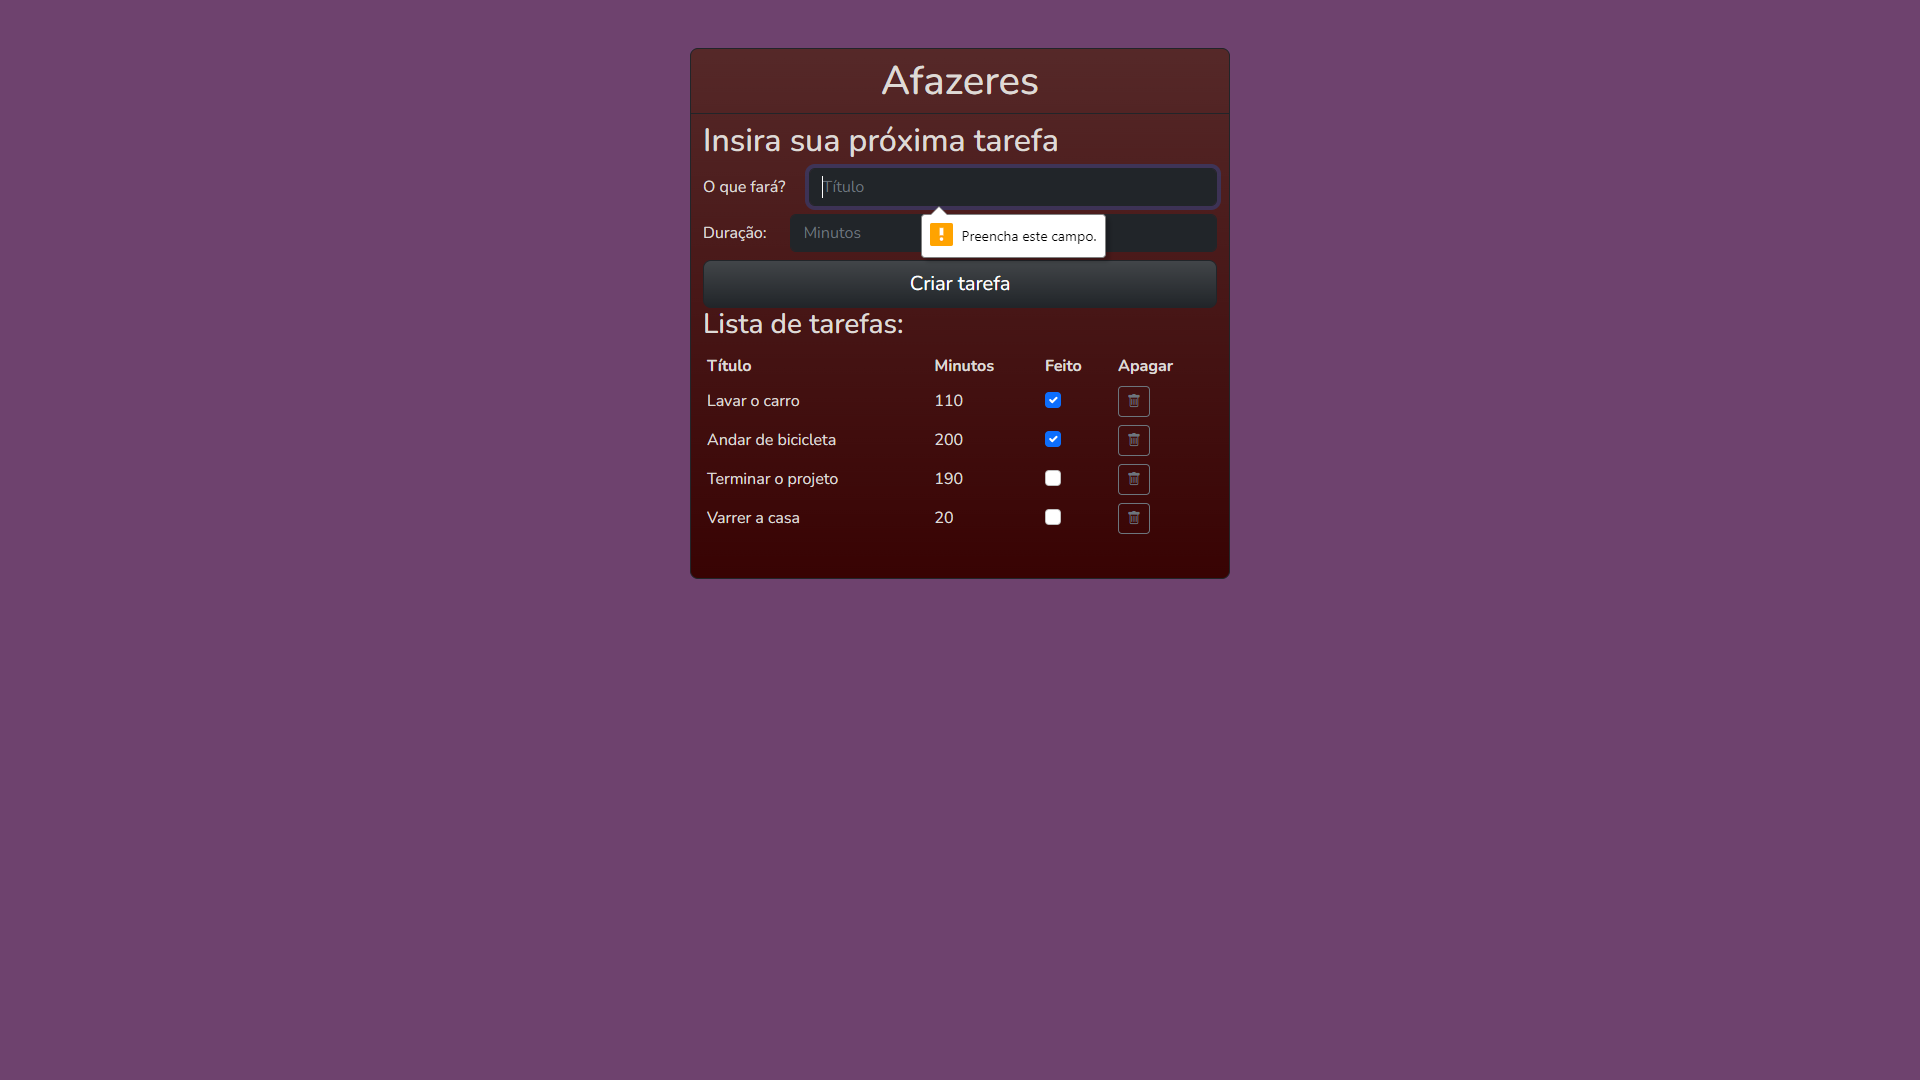 Afazeres
Insira sua próxima tarefa
O que fará? Título
Duração: Minutos
Preencha este campo.
Criar tarefa
Lista de tarefas:
Título Minutos Feito Apagar
Lavar o carro 110
Andar de bicicleta 200
Terminar o projeto 190
Varrer a casa 20